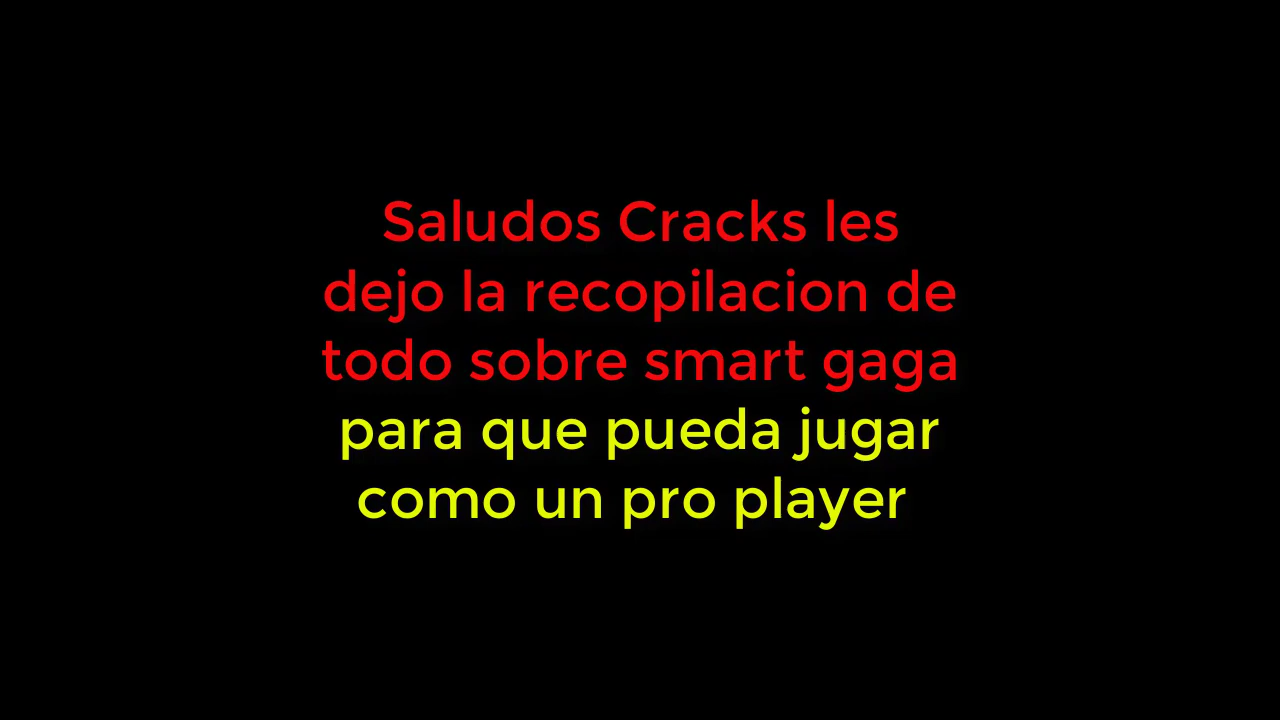 Saludos Cracks les
dejo la recopilacion de
todo sobre smart gaga
para que pueda jugar
como un pro player